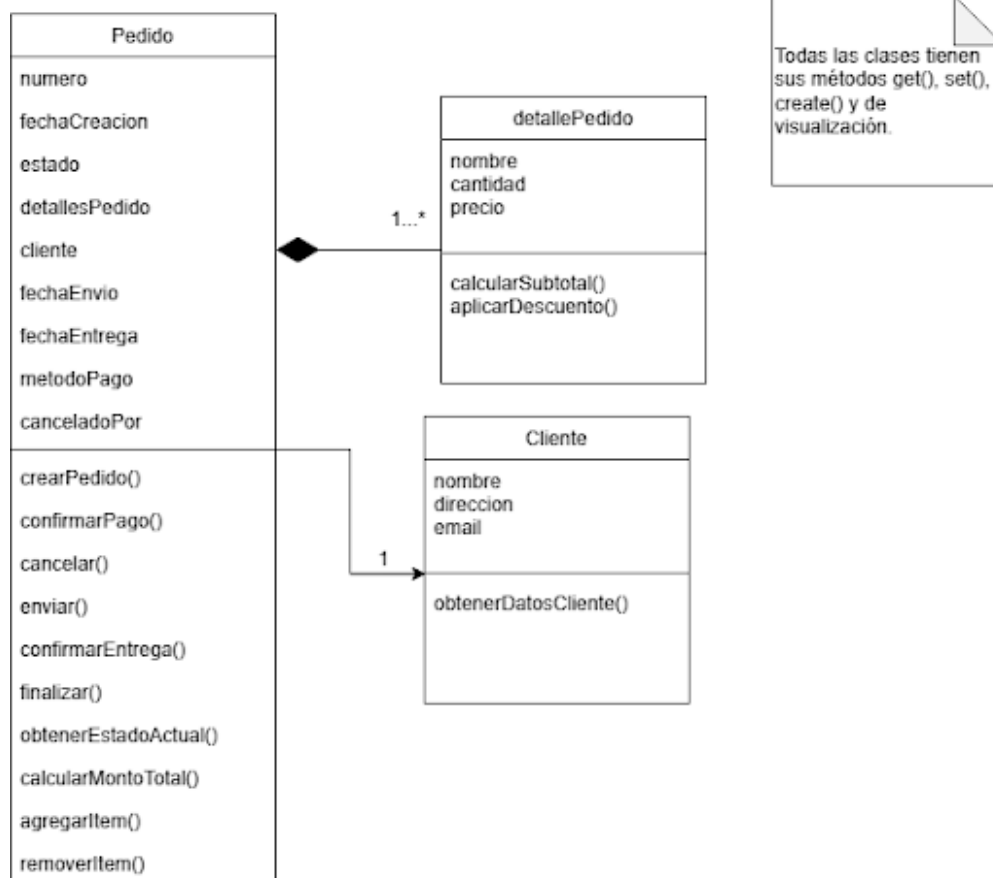 Pedido
numero
fechaCreacion
estado
detallesPedido
cliente
fechaEnvio
fechaEntrega
metodoPago
canceladoPor
crearPedido()
confirmarPago()
cancelar()
enviar()
confirmarEntrega()
finalizar()
obtenerEstadoActual()
calcularMontoTotal()
agregarItem()
removerItem()
1...*
detallePedido
nombre
cantidad
precio
calcularSubtotal()
aplicarDescuento()
1
Cliente
nombre
direccion
email
obtenerDatosCliente()
Todas las clases tienen
sus métodos get(), set(),
create() y de
visualización.